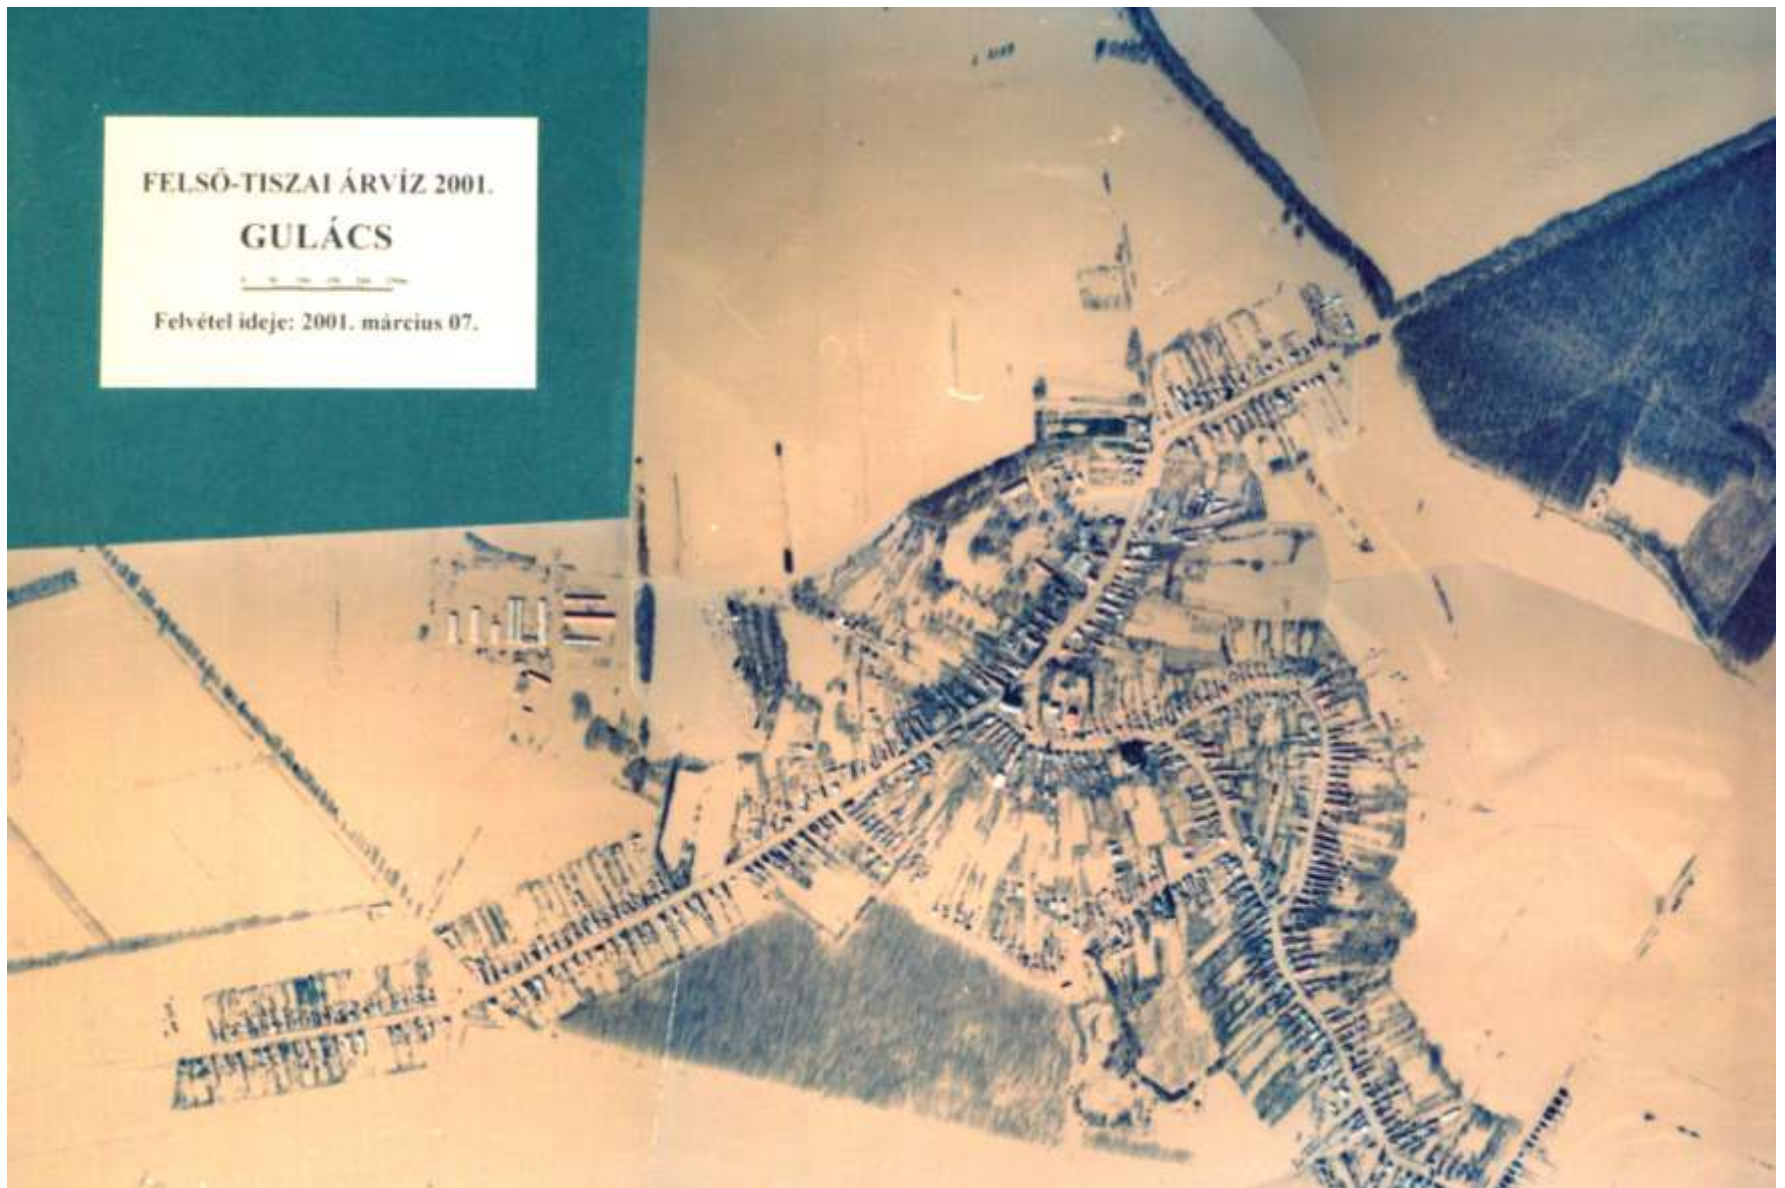 FELSŐ-TISZAI ÁRVÍZ 2001.
GULÁCS
Felvétel ideje: 2001. március 07.